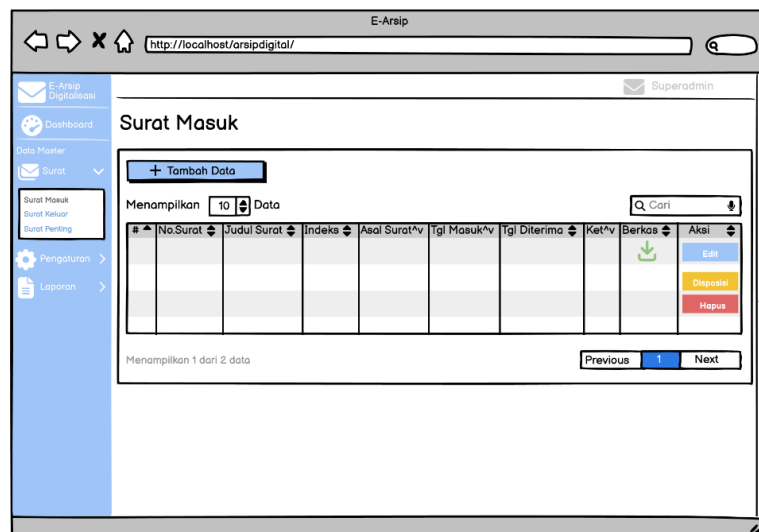 E-Arsip
http://localhost/arsipdigital/
E-Arsip
Digitalisasi
Superadmin
Dashboard
Surat Masuk
Data Master
Surat
+ Tambah Data
Surat Masuk
Surat Keluar
Surat Penting
Menampilkan 10 Data
Cari
# No.Surat Judul Surat Indeks Asal Surat^v Tgl Masuk^v Tgl Diterima Ket^v Berkas Aksi
Edit
Pengaturan >
Disposisi
Laporan >
Hapus
Menampilkan 1 dari 2 data
Previous 1 Next